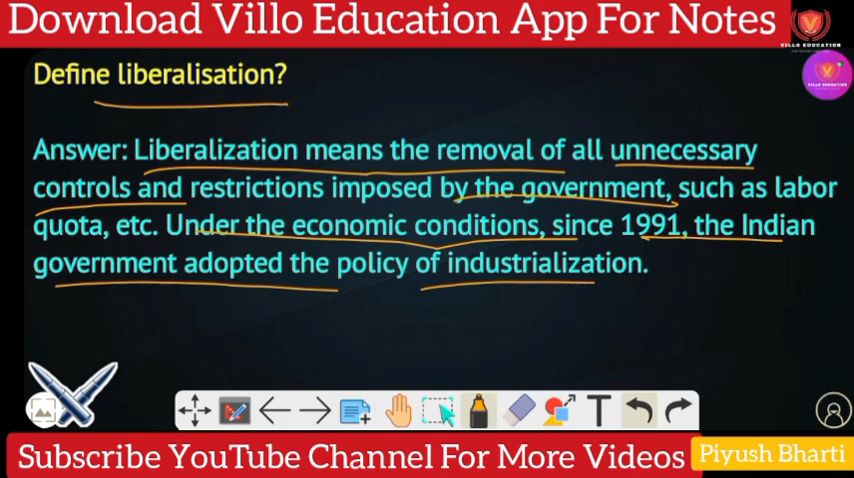 Download Villo Education App For Notes
VILLO EDUCATION
Define liberalisation?
VILLO EDUCATION
Answer: Liberalization means the removal of all unnecessary
controls and restrictions imposed by the government, such as labor
quota, etc. Under the economic conditions, since 1991, the Indian
government adopted the policy of industrialization.
T
Subscribe YouTube Channel For More Videos
Piyush Bharti